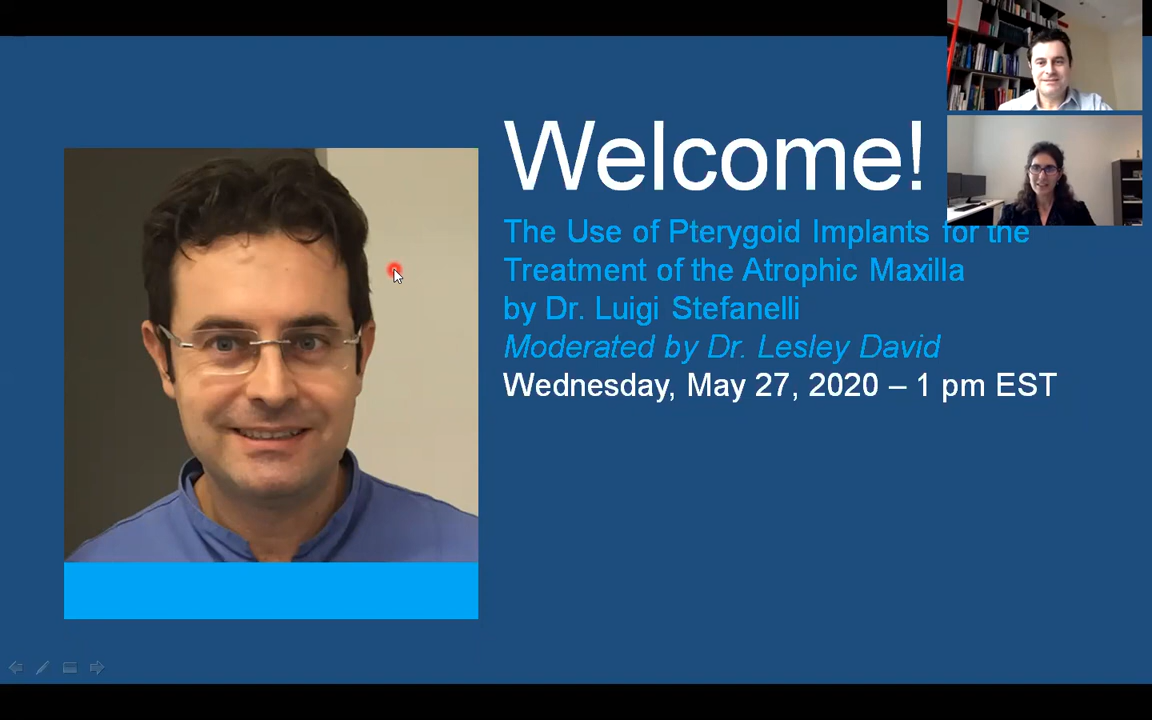 Welcome!
The Use of Pterygoid Implants for the
Treatment of the Atrophic Maxilla
by Dr. Luigi Stefanelli
Moderated by Dr. Lesley David
Wednesday, May 27, 2020 – 1 pm EST